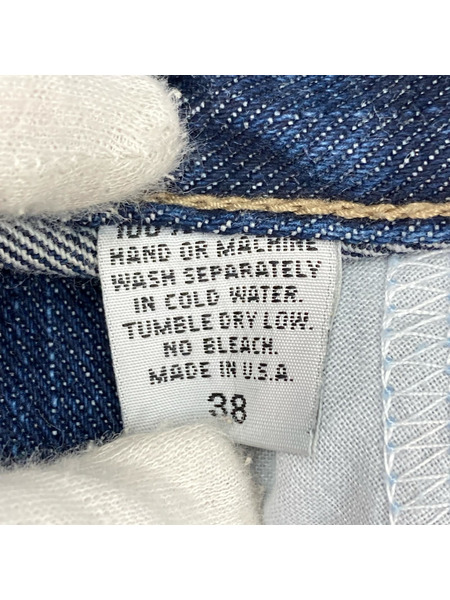 HAND OR MACHINE
WASH SEPARATELY
IN COLD WATER.
TUMBLE DRY LOW.
NO BLEACH.
MADE IN U.S.A.
38